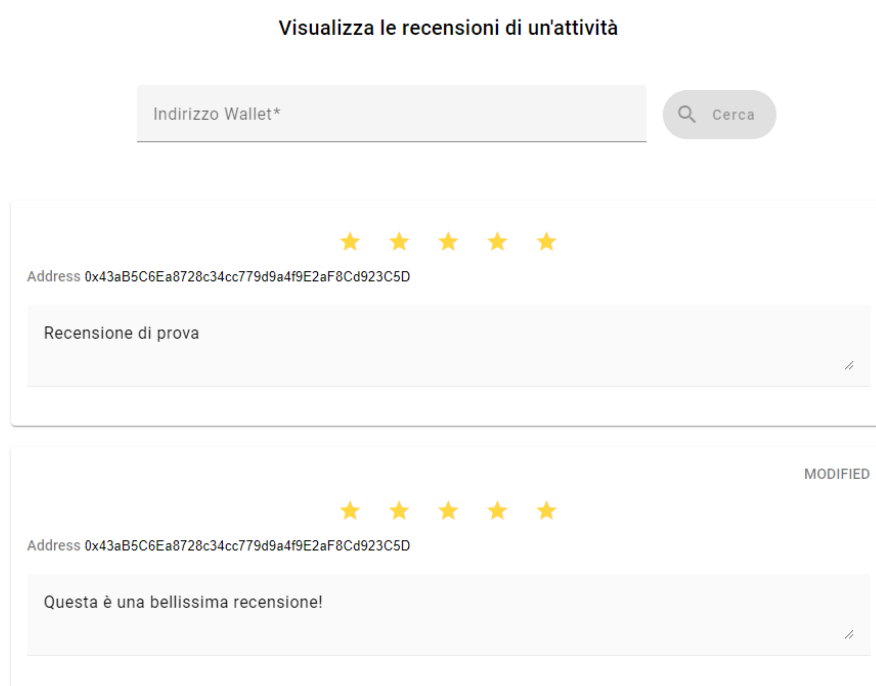 Visualizza le recensioni di un'attività
Indirizzo Wallet*
Cerca
Address 0x43aB5C6Ea8728c34cc779d9a4f9E2aF8Cd923C5D
Recensione di prova
MODIFIED
Address 0x43aB5C6Ea8728c34cc779d9a4f9E2aF8Cd923C5D
Questa è una bellissima recensione!